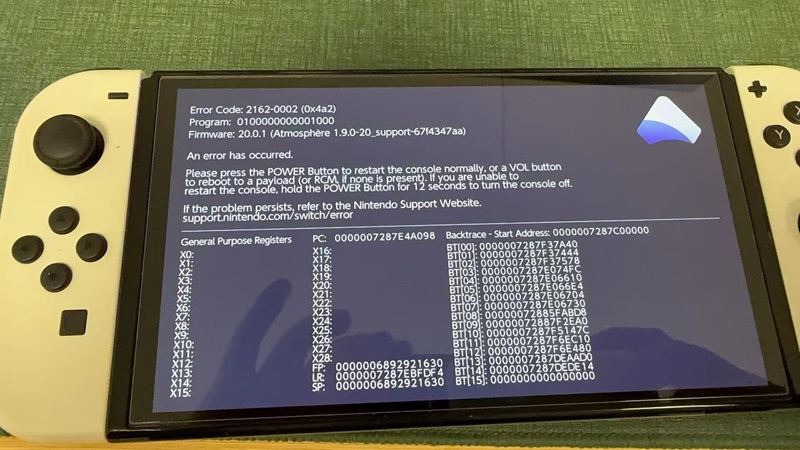 Error Code: 2162-0002 (0x4a2)
Program: 0100000000001000
Firmware: 20.0.1 (Atmosphère 1.9.0-20_support-67f4347aa)
An error has occurred.
Please press the POWER Button to restart the console normally, or a VOL button
to reboot to a payload (or RCM, if none is present). If you are unable to
restart the console, hold the POWER Button for 12 seconds to turn the console off.
If the problem persists, refer to the Nintendo Support Website.
support.nintendo.com/switch/error
General Purpose Registers PC: 0000007287E4A098 Backtrace - Start Address: 0000007287C00000
X0: X16: BT[00]: 0000007287F37A40
X1: X17: BT[01]: 0000007287F37444
X2: X18: BT[02]: 0000007287F37578
X3: X19: BT[03]: 0000007287E074FC
X4: X20: BT[04]: 0000007287E06610
X5: X21: BT[05]: 0000007287E066E4
X6: X22: BT[06]: 0000007287E06704
X7: X23: BT[07]: 0000007287E06730
X8: X24: BT[08]: 00000072885FABD8
X9: X25: BT[09]: 0000007287F2EA0
X10: X26: BT[10]: 0000007287F5147C
X11: X27: BT[11]: 0000007287F6EC10
X12: X28: BT[12]: 0000007287F6E480
X13: FP: 0000006892921630 BT[13]: 0000007287DEAAD0
X14: LR: 0000007287EBFDF4 BT[14]: 0000007287DEDE14
X15: SP: 0000006892921630 BT[15]: 0000000000000000
Y